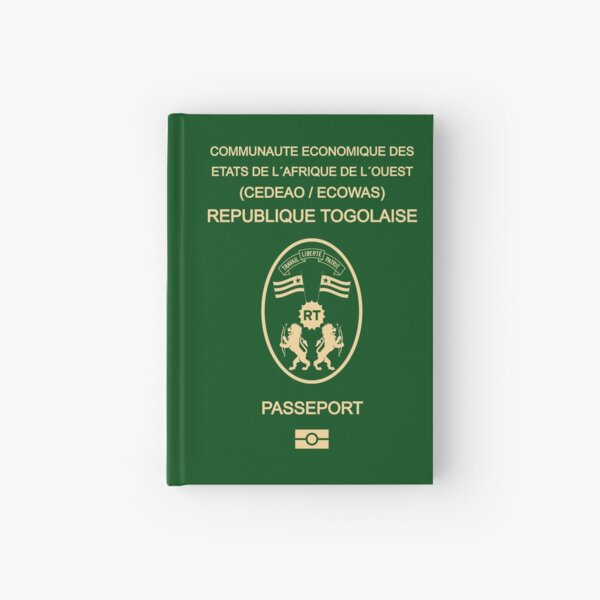 COMMUNAUTE ECONOMIQUE DES
ETATS DE L´AFRIQUE DE L´OUEST
(CEDEAO / ECOWAS)
REPUBLIQUE TOGOLAISE
TRAVAIL LIBERTÉ PATRIE
RT
PASSEPORT